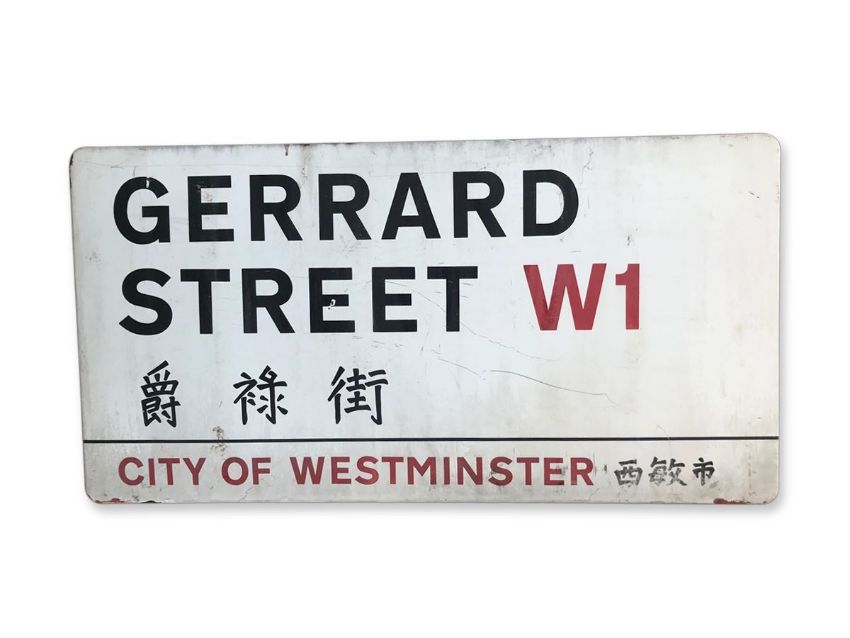 GERRARD
STREET W1
爵祿街
CITY OF WESTMINSTER 西敏市